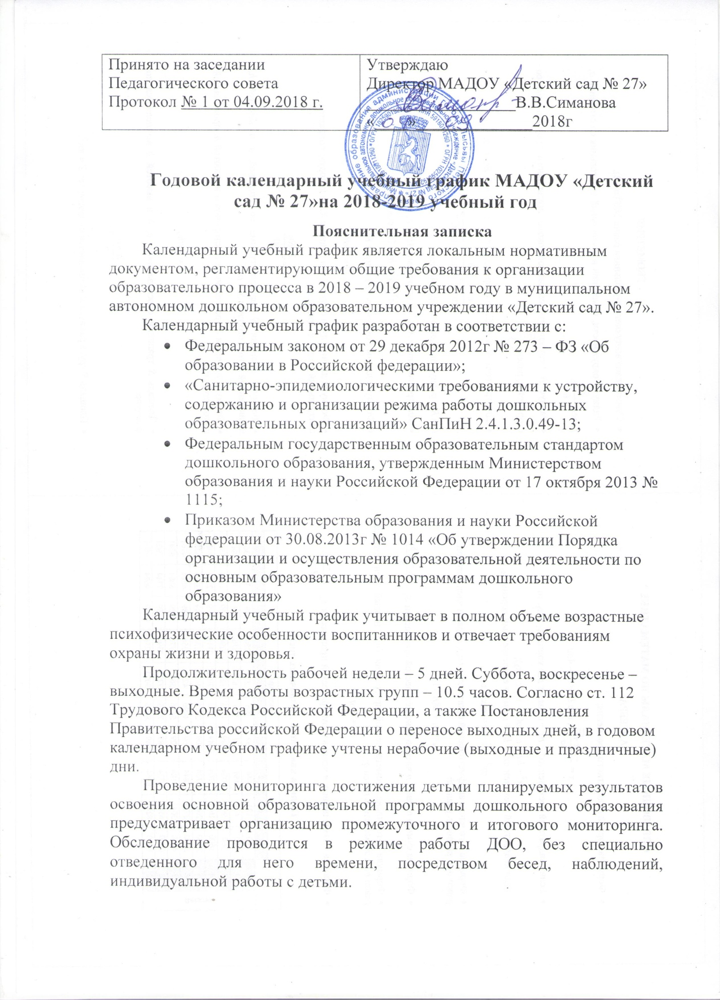 Принято на заседании
Педагогического совета
Протокол № 1 от 04.09.2018 г.
Утверждаю
Директор МАДОУ «Детский сад № 27»
В.В.Симанова
« 04 » 09 2018г
Годовой календарный учебный график МАДОУ «Детский
сад № 27»на 2018-2019 учебный год
Пояснительная записка
Календарный учебный график является локальным нормативным
документом, регламентирующим общие требования к организации
образовательного процесса в 2018 – 2019 учебном году в муниципальном
автономном дошкольном образовательном учреждении «Детский сад № 27».
Календарный учебный график разработан в соответствии с:
• Федеральным законом от 29 декабря 2012г № 273 – ФЗ «Об
образовании в Российской федерации»;
• «Санитарно-эпидемиологическими требованиями к устройству,
содержанию и организации режима работы дошкольных
образовательных организаций» СанПиН 2.4.1.3.0.49-13;
• Федеральным государственным образовательным стандартом
дошкольного образования, утвержденным Министерством
образования и науки Российской Федерации от 17 октября 2013 №
1115;
• Приказом Министерства образования и науки Российской
федерации от 30.08.2013г № 1014 «Об утверждении Порядка
организации и осуществления образовательной деятельности по
основным образовательным программам дошкольного
образования»
Календарный учебный график учитывает в полном объеме возрастные
психофизические особенности воспитанников и отвечает требованиям
охраны жизни и здоровья.
Продолжительность рабочей недели – 5 дней. Суббота, воскресенье –
выходные. Время работы возрастных групп – 10.5 часов. Согласно ст. 112
Трудового Кодекса Российской Федерации, а также Постановления
Правительства российской Федерации о переносе выходных дней, в годовом
календарном учебном графике учтены нерабочие (выходные и праздничные)
дни.
Проведение мониторинга достижения детьми планируемых результатов
освоения основной образовательной программы дошкольного образования
предусматривает организацию промежуточного и итогового мониторинга.
Обследование проводится в режиме работы ДОО, без специально
отведенного для него времени, посредством бесед, наблюдений,
индивидуальной работы с детьми.